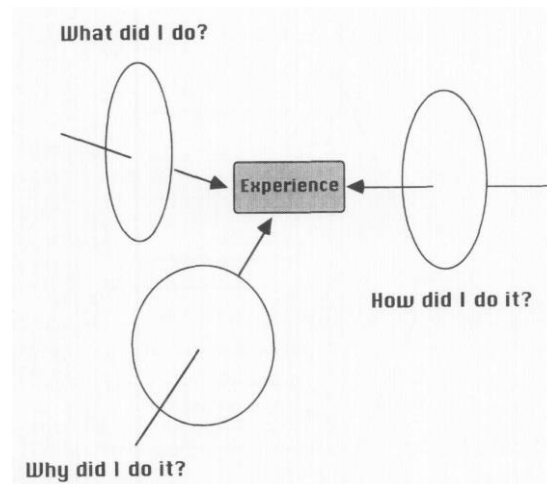 What did I do?
Experience
How did I do it?
Why did I do it?